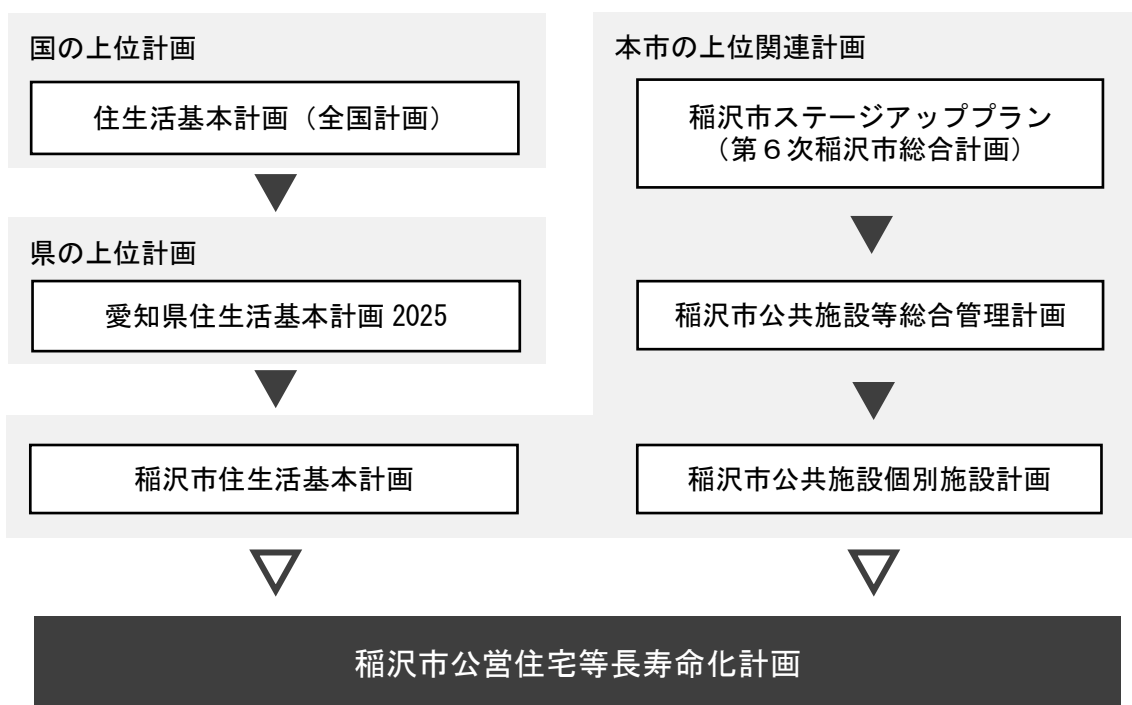 国の上位計画
住生活基本計画（全国計画）
県の上位計画
愛知県住生活基本計画 2025
本市の上位関連計画
稲沢市ステージアッププラン
（第６次稲沢市総合計画）
稲沢市公共施設等総合管理計画
稲沢市住生活基本計画
稲沢市公共施設個別施設計画
稲沢市公営住宅等長寿命化計画